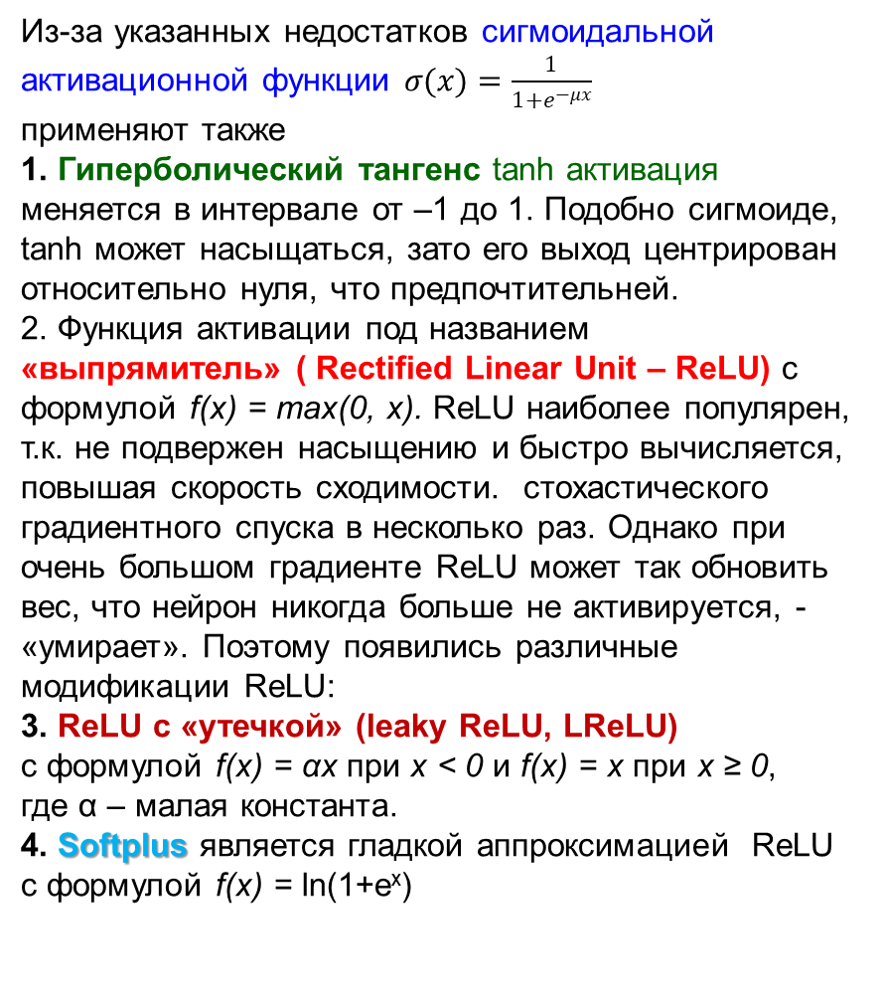 Из-за указанных недостатков сигмоидальной
активационной функции σ(x) = 1/(1+e^{−μx})
применяют также
1. Гиперболический тангенс tanh активация
меняется в интервале от –1 до 1. Подобно сигмоиде,
tanh может насыщаться, зато его выход центрирован
относительно нуля, что предпочтительней.
2. Функция активации под названием
«выпрямитель» ( Rectified Linear Unit – ReLU) с
формулой f(x) = max(0, x). ReLU наиболее популярен,
т.к. не подвержен насыщению и быстро вычисляется,
повышая скорость сходимости.  стохастического
градиентного спуска в несколько раз. Однако при
очень большом градиенте ReLU может так обновить
вес, что нейрон никогда больше не активируется, -
«умирает». Поэтому появились различные
модификации ReLU:
3. ReLU с «утечкой» (leaky ReLU, LReLU)
с формулой f(x) = αx при x < 0 и f(x) = x при x ≥ 0,
где α – малая константа.
4. Softplus является гладкой аппроксимацией  ReLU
с формулой f(x) = ln(1+eˣ)